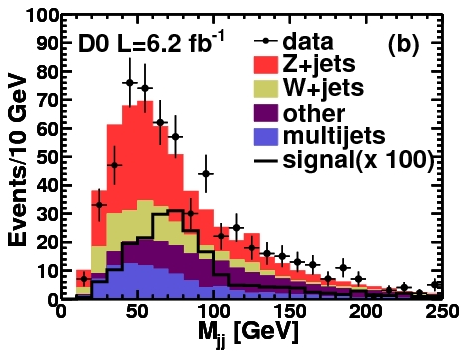 100
90
80
70
60
50
40
30
20
10
0
Events/10 GeV
D0 L=6.2 fb⁻¹
(b)
data
Z+jets
W+jets
other
multijets
signal(x 100)
0 50 100 150 200 250
Mjj [GeV]